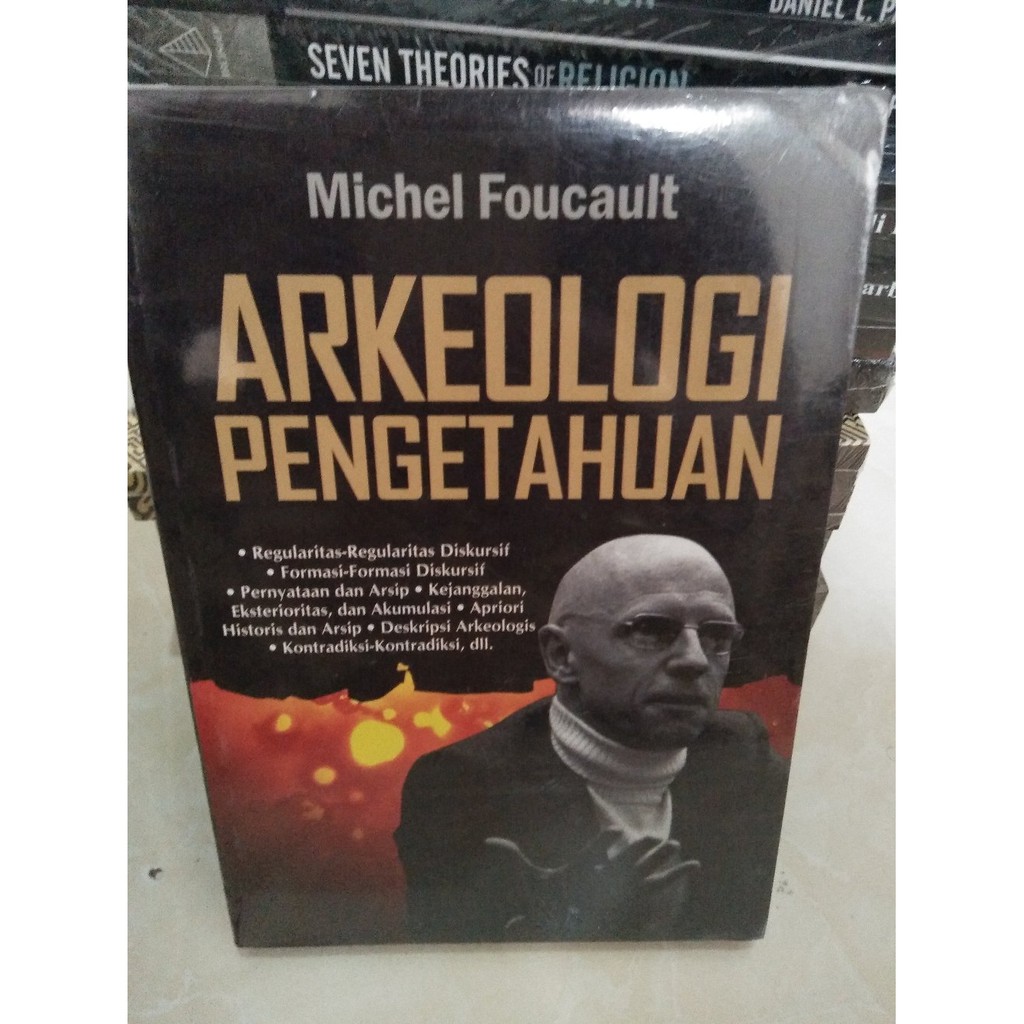 DANIEL L. P
SEVEN THEORIES OF RELIGION
Michel Foucault
ARKEOLOGI
PENGETAHUAN
• Regularitas-Regularitas Diskursif
• Formasi-Formasi Diskursif
• Pernyataan dan Arsip • Kejanggalan,
Eksterioritas, dan Akumulasi • Apriori
Historis dan Arsip • Deskripsi Arkeologis
• Kontradiksi-Kontradiksi, dll.